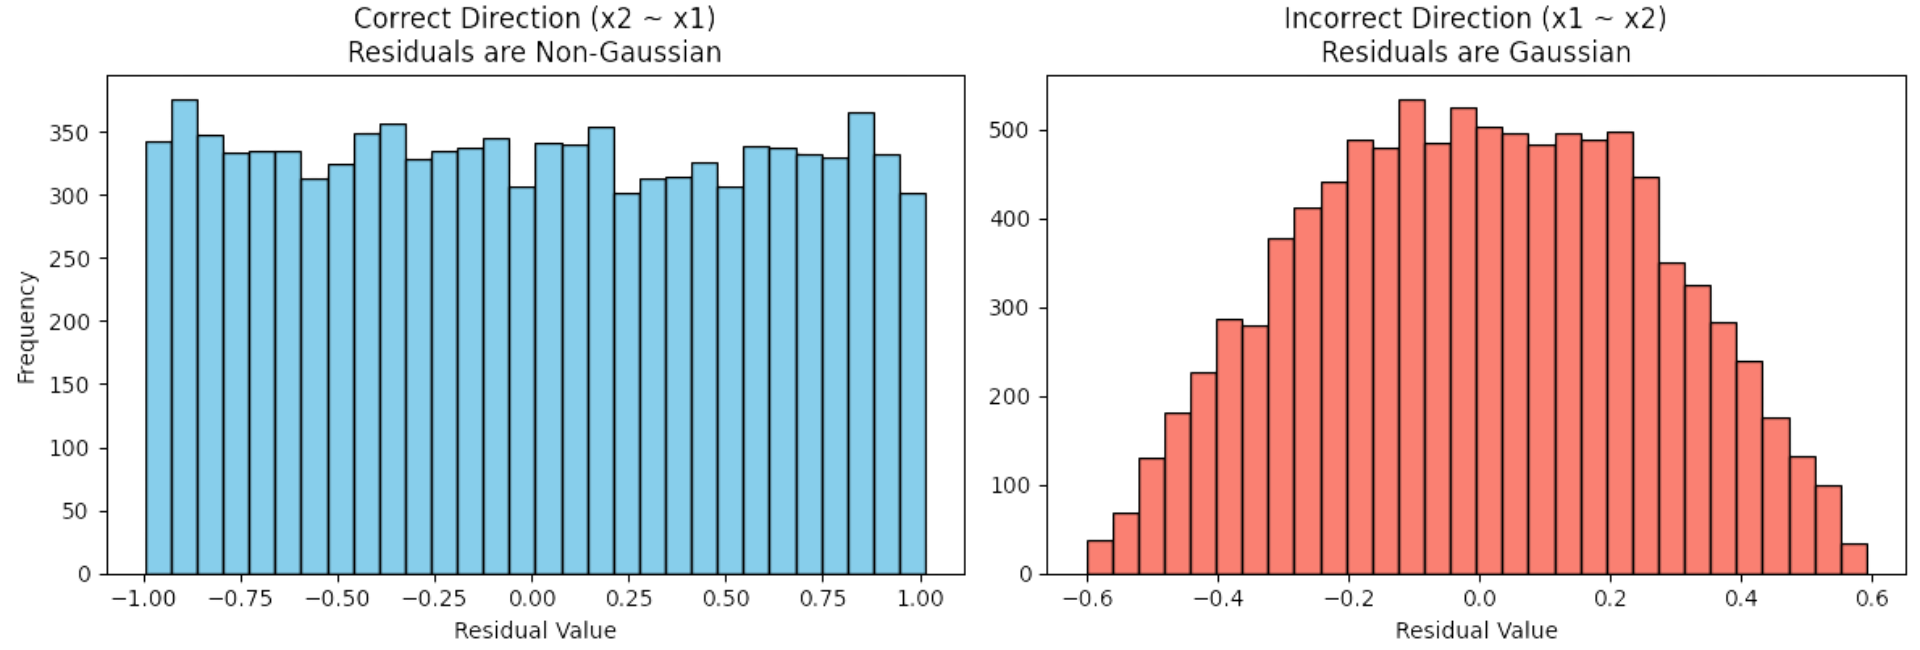 Correct Direction (x2 ~ x1)
Residuals are Non-Gaussian
350
300
250
200
150
100
50
0
Frequency
−1.00 −0.75 −0.50 −0.25 0.00 0.25 0.50 0.75 1.00
Residual Value
Incorrect Direction (x1 ~ x2)
Residuals are Gaussian
500
400
300
200
100
0
−0.6 −0.4 −0.2 0.0 0.2 0.4 0.6
Residual Value